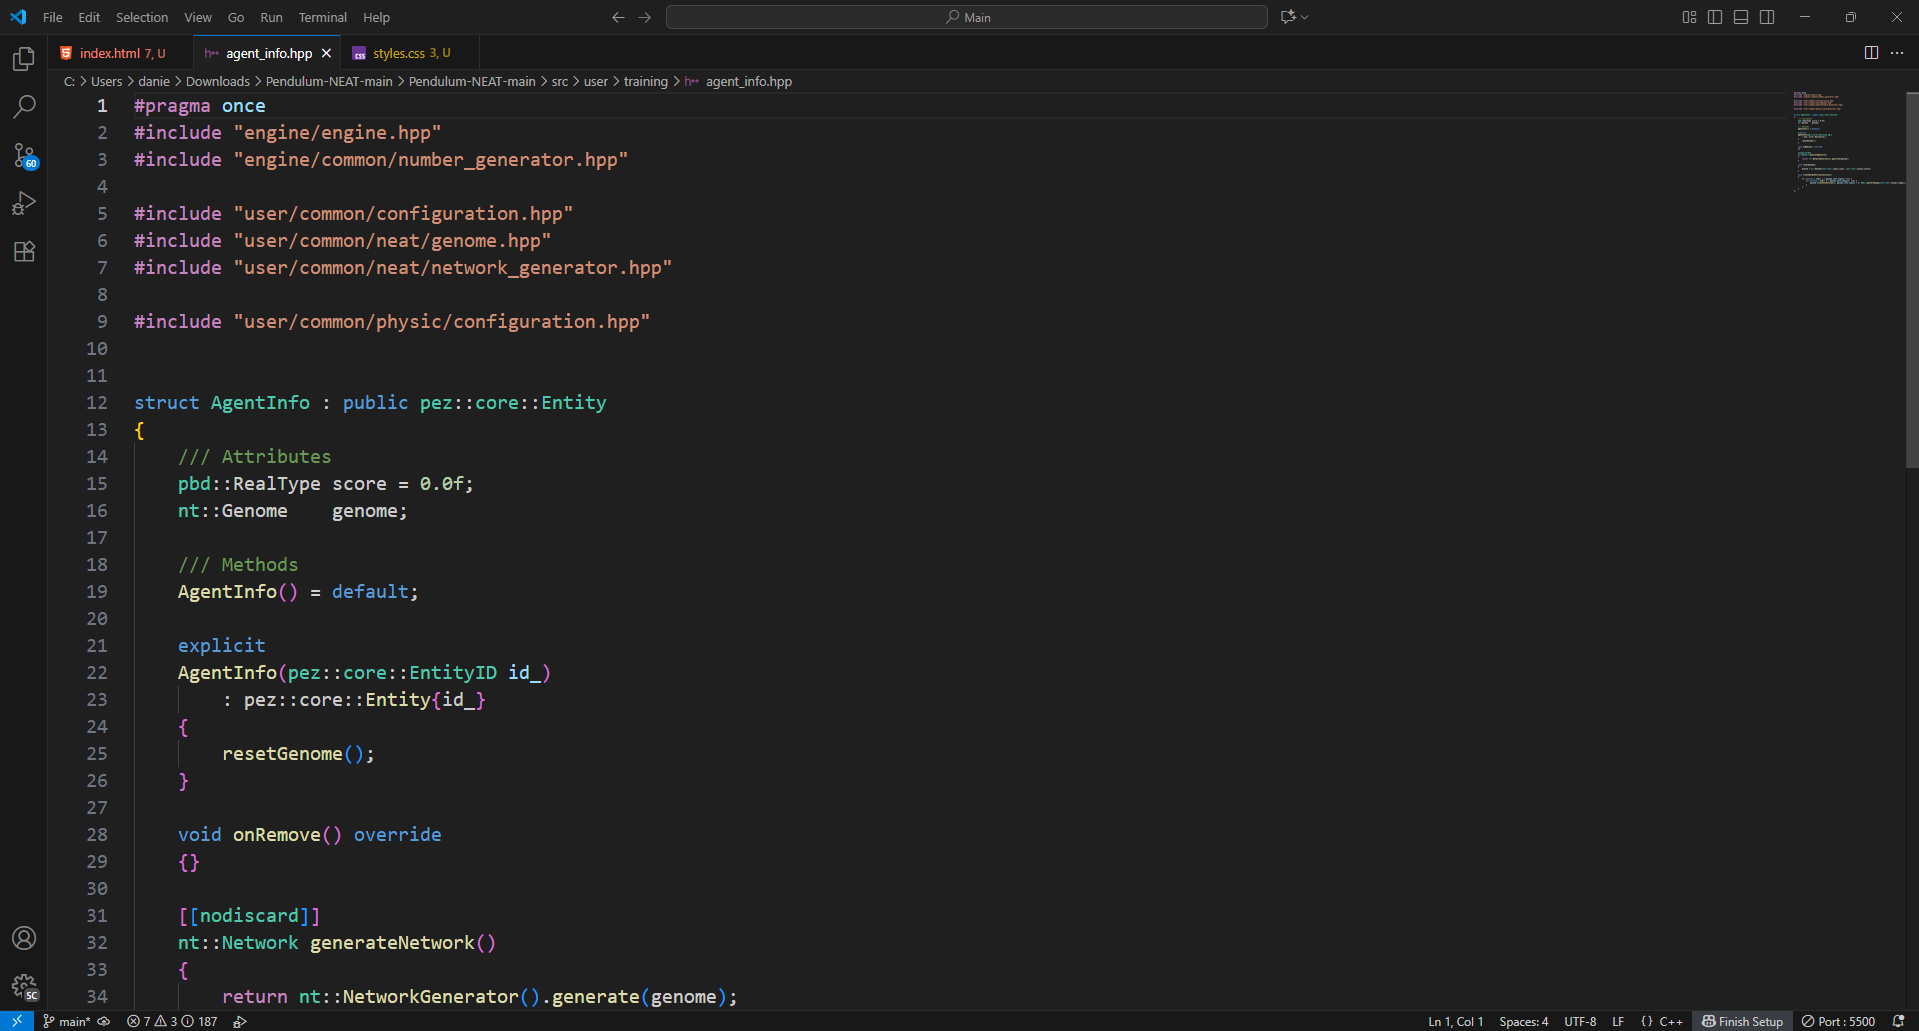 File Edit Selection View Go Run Terminal Help
Main
index.html 7, U
agent_info.hpp
styles.css 3, U
C: > Users > danie > Downloads > Pendulum-NEAT-main > Pendulum-NEAT-main > src > user > training > agent_info.hpp
1 #pragma once
2 #include "engine/engine.hpp"
3 #include "engine/common/number_generator.hpp"
4
5 #include "user/common/configuration.hpp"
6 #include "user/common/neat/genome.hpp"
7 #include "user/common/neat/network_generator.hpp"
8
9 #include "user/common/physic/configuration.hpp"
10
11
12 struct AgentInfo : public pez::core::Entity
13 {
14     /// Attributes
15     pbd::RealType score = 0.0f;
16     nt::Genome    genome;
17
18     /// Methods
19     AgentInfo() = default;
20
21     explicit
22     AgentInfo(pez::core::EntityID id_)
23         : pez::core::Entity{id_}
24     {
25         resetGenome();
26     }
27
28     void onRemove() override
29     {}
30
31     [[nodiscard]]
32     nt::Network generateNetwork()
33     {
34         return nt::NetworkGenerator().generate(genome);
60
SC
main* 7 3 187
Ln 1, Col 1 Spaces: 4 UTF-8 LF {} C++ Finish Setup Port : 5500